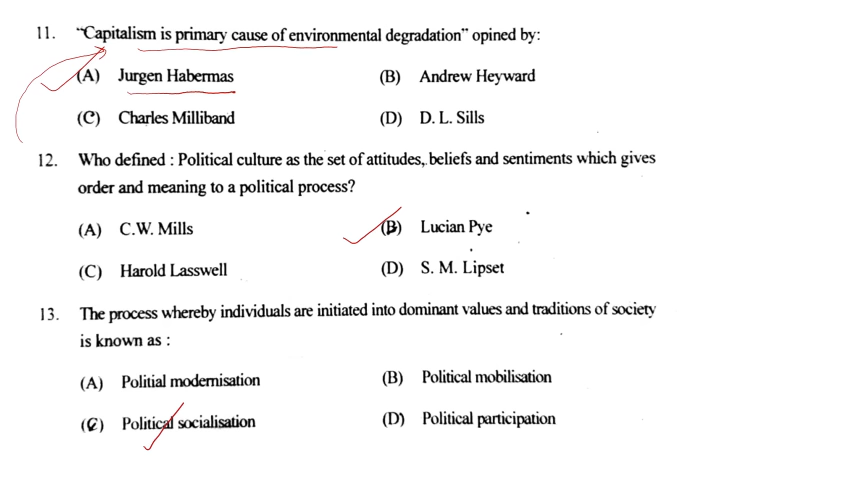 11. "Capitalism is primary cause of environmental degradation" opined by:
(A) Jurgen Habermas (B) Andrew Heyward
(C) Charles Milliband (D) D. L. Sills
12. Who defined : Political culture as the set of attitudes, beliefs and sentiments which gives
order and meaning to a political process?
(A) C.W. Mills (B) Lucian Pye
(C) Harold Lasswell (D) S. M. Lipset
13. The process whereby individuals are initiated into dominant values and traditions of society
is known as :
(A) Politial modernisation (B) Political mobilisation
(C) Political socialisation (D) Political participation